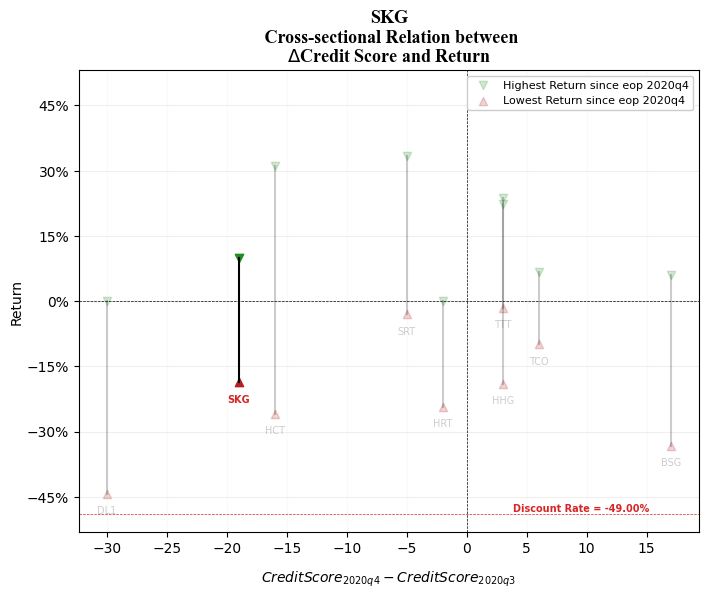 SKG
Cross-sectional Relation between
ΔCredit Score and Return
Highest Return since eop 2020q4
Lowest Return since eop 2020q4
45%
30%
15%
0%
−15%
−30%
−45%
Return
SRT
TTT
TCO
SKG
HHG
HCT
HRT
BSG
DL1
Discount Rate = -49.00%
−30 −25 −20 −15 −10 −5 0 5 10 15
CreditScore2020q4 − CreditScore2020q3